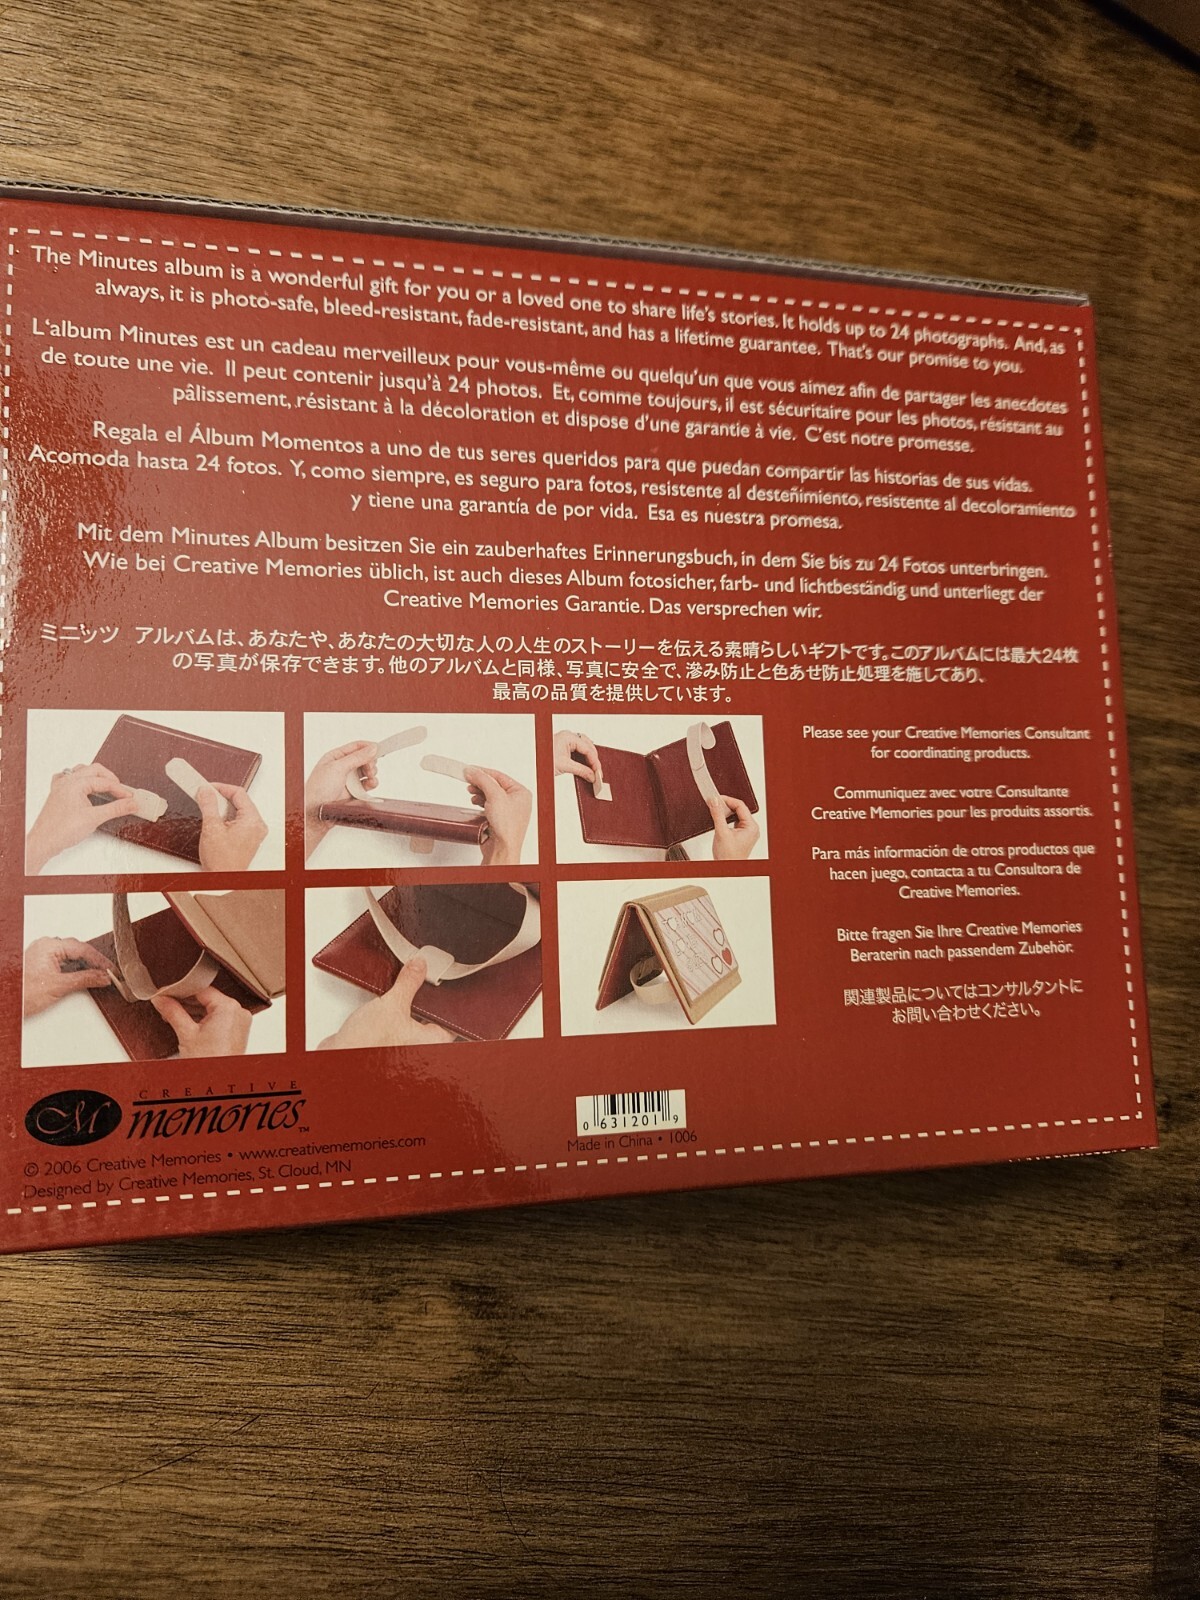 The Minutes album is a wonderful gift for you or a loved one to share life's stories. It holds up to 24 photographs. And, as
always, it is photo-safe, bleed-resistant, fade-resistant, and has a lifetime guarantee. That's our promise to you.
L'album Minutes est un cadeau merveilleux pour vous-même ou quelqu'un que vous aimez afin de partager les anecdotes
de toute une vie. Il peut contenir jusqu'à 24 photos. Et, comme toujours, il est sécuritaire pour les photos, résistant au
pâlissement, résistant à la décoloration et dispose d'une garantie à vie. C'est notre promesse.
Regala el Álbum Momentos a uno de tus seres queridos para que puedan compartir las historias de sus vidas.
Acomoda hasta 24 fotos. Y, como siempre, es seguro para fotos, resistente al desteñimiento, resistente al decoloramiento
y tiene una garantía de por vida. Esa es nuestra promesa.
Mit dem Minutes Album besitzen Sie ein zauberhaftes Erinnerungsbuch, in dem Sie bis zu 24 Fotos unterbringen.
Wie bei Creative Memories üblich, ist auch dieses Album fotosicher, farb- und lichtbeständig und unterliegt der
Creative Memories Garantie. Das versprechen wir.
ミニッツ アルバムは、あなたや、あなたの大切な人の人生のストーリーを伝える素晴らしいギフトです。このアルバムには最大24枚
の写真が保存できます。他のアルバムと同様、写真に安全で、滲み防止と色あせ防止処理を施してあり、
最高の品質を提供しています。
Please see your Creative Memories Consultant
for coordinating products.
Communiquez avec votre Consultante
Creative Memories pour les produits assortis.
Para más información de otros productos que
hacen juego, contacta a tu Consultora de
Creative Memories.
Bitte fragen Sie Ihre Creative Memories
Beraterin nach passendem Zubehör.
関連製品についてはコンサルタントに
お問い合わせください。
CM
CREATIVE
memories™
© 2006 Creative Memories • www.creativememories.com
Designed by Creative Memories, St. Cloud, MN
0 631201 9
Made in China • 1006